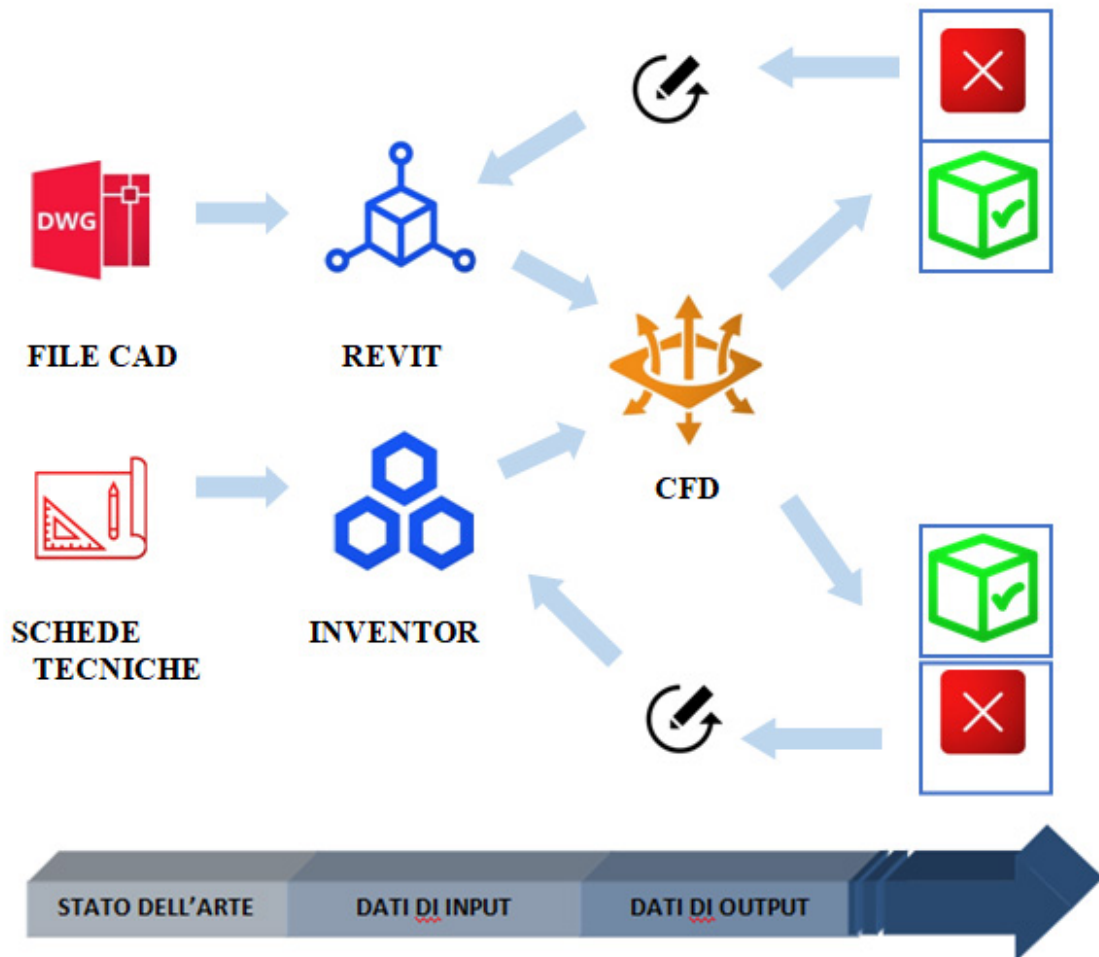 DWG
FILE CAD
REVIT
CFD
SCHEDE
TECNICHE
INVENTOR
STATO DELL'ARTE
DATI DI INPUT
DATI DI OUTPUT